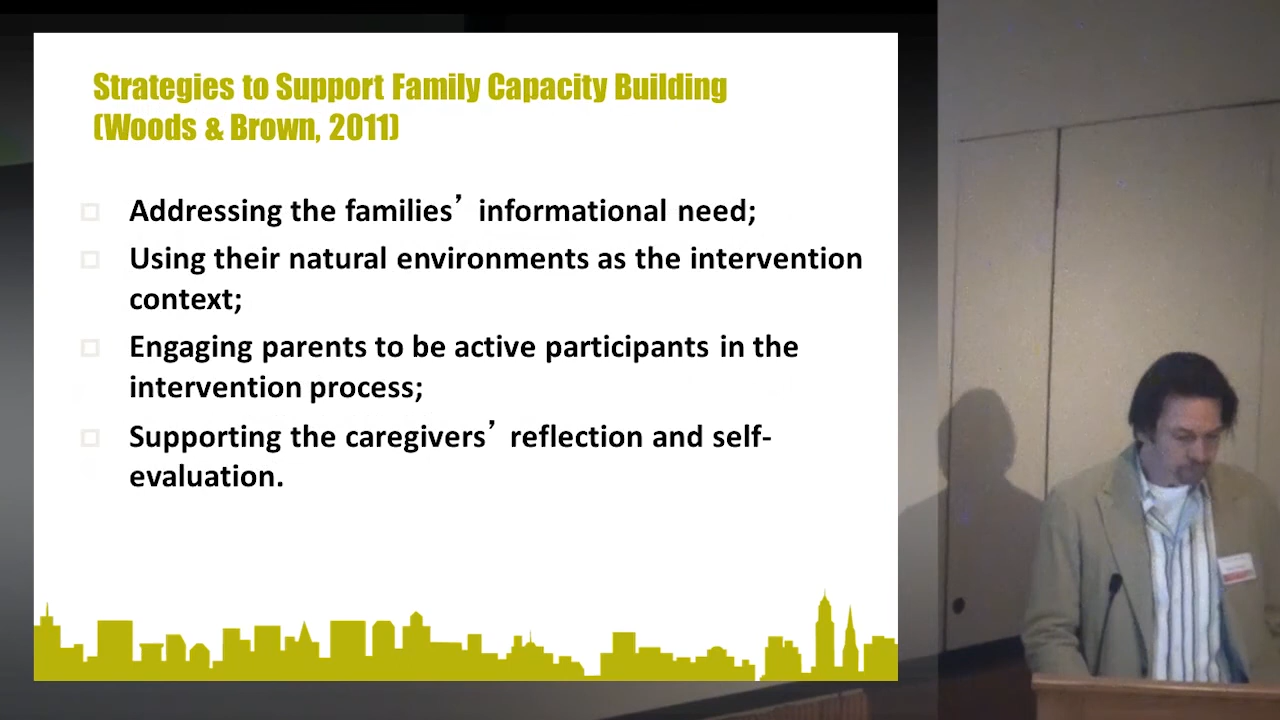 Strategies to Support Family Capacity Building
(Woods & Brown, 2011)
Addressing the families’ informational need;
Using their natural environments as the intervention
context;
Engaging parents to be active participants in the
intervention process;
Supporting the caregivers’ reflection and self-
evaluation.